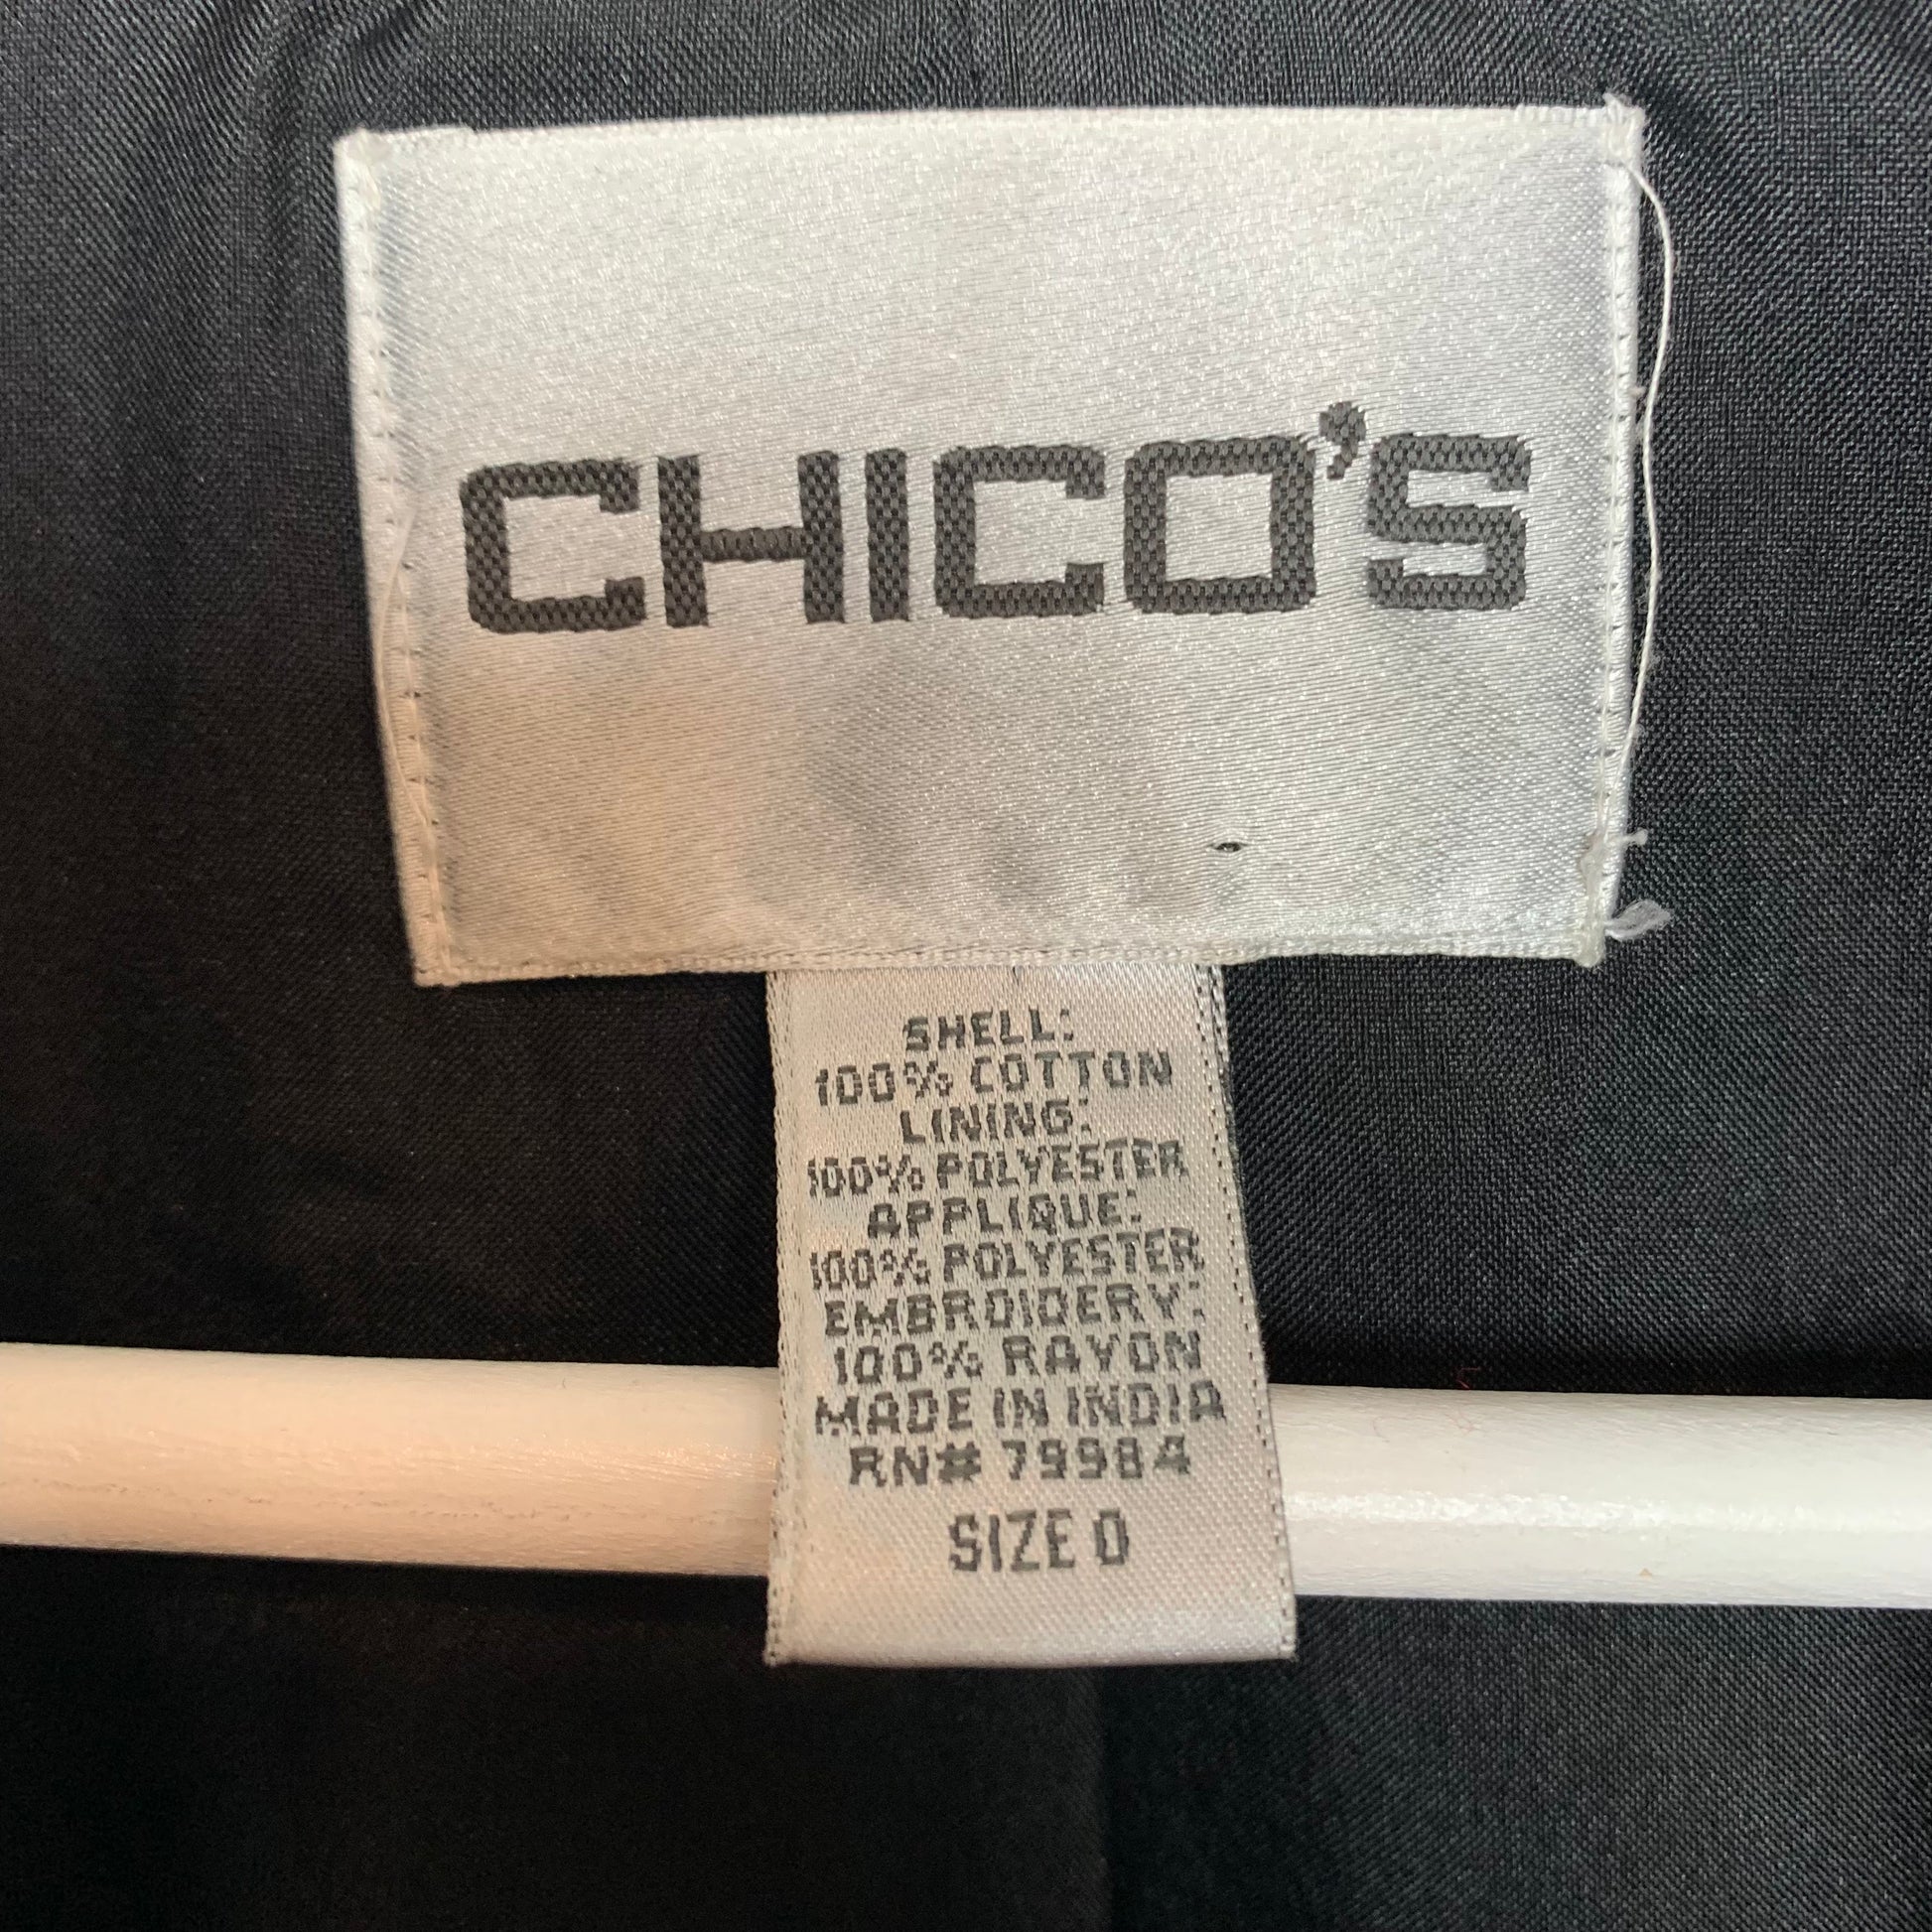 CHICO'S
SHELL:
100% COTTON
LINING:
100% POLYESTER
APPLIQUE:
100% POLYESTER
EMBROIDERY:
100% RAYON
MADE IN INDIA
RN# 79984
SIZE 0